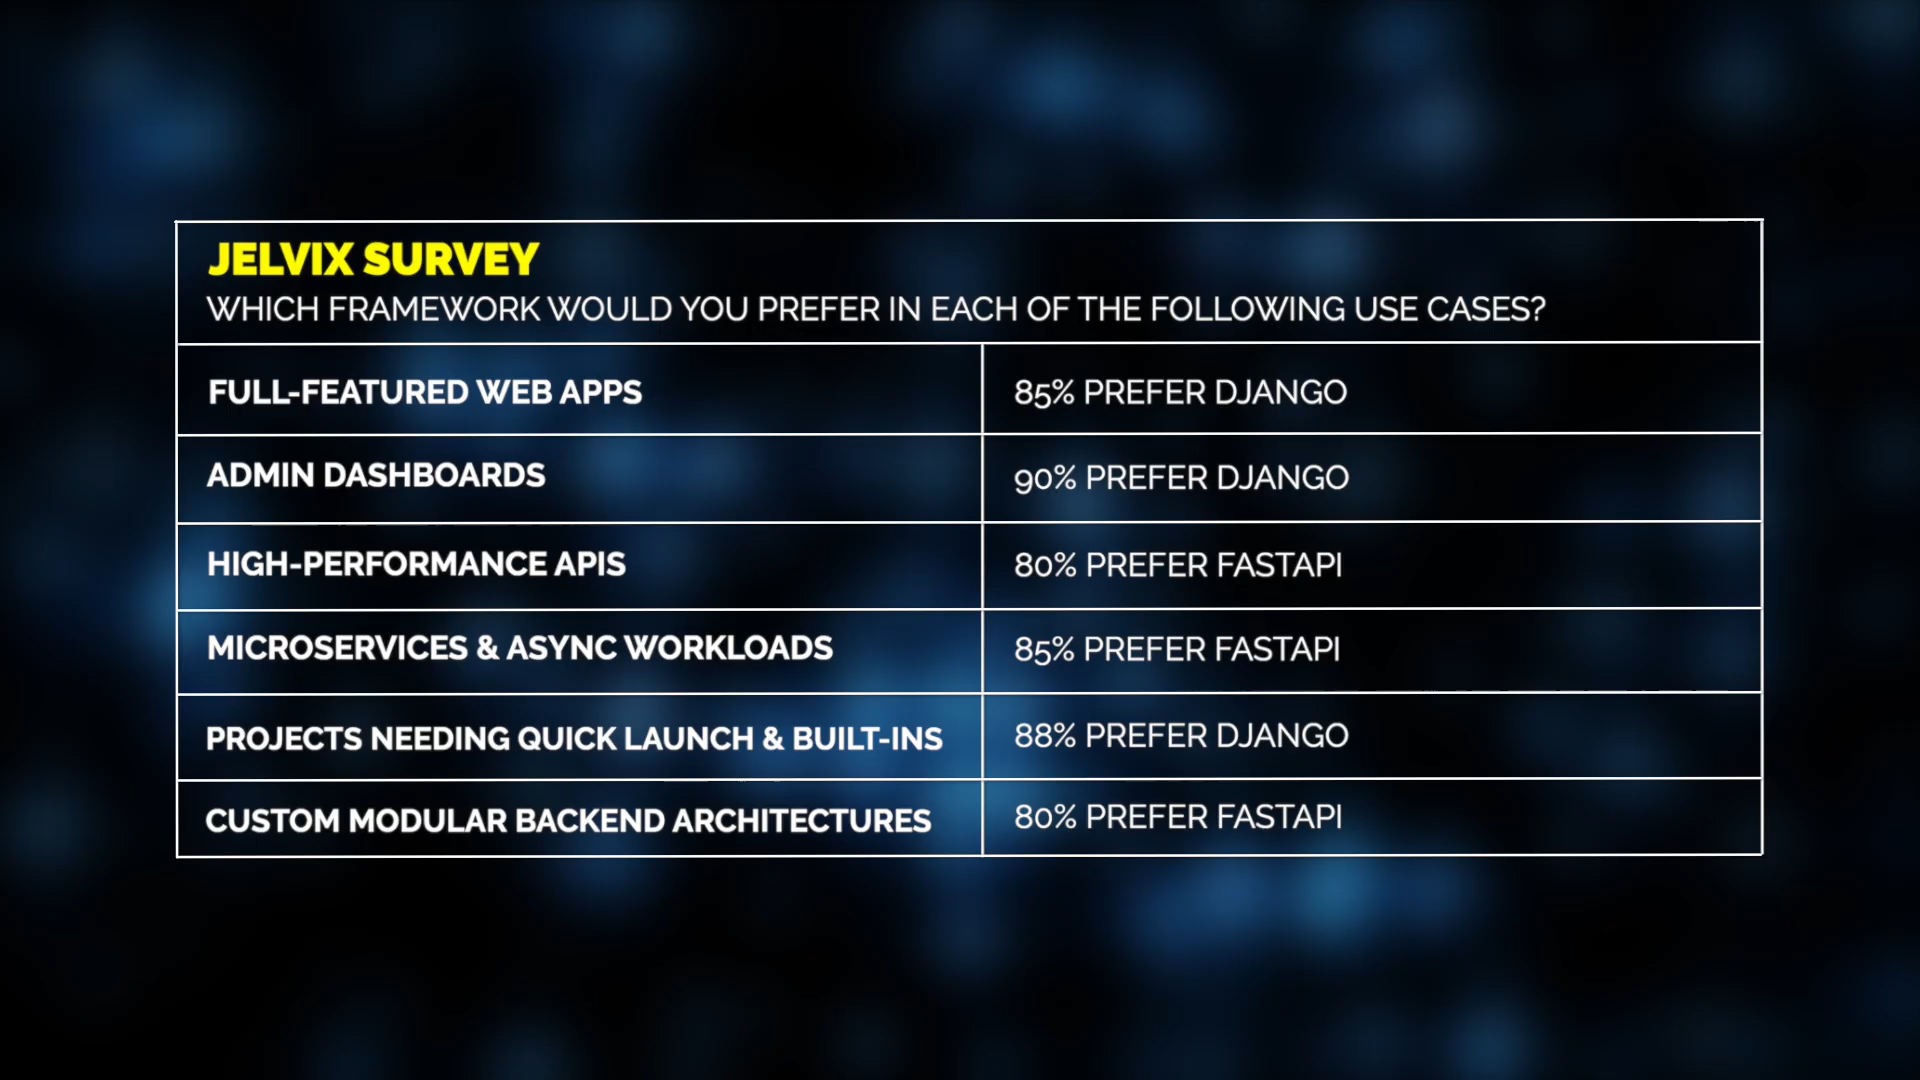 JELVIX SURVEY
WHICH FRAMEWORK WOULD YOU PREFER IN EACH OF THE FOLLOWING USE CASES?
FULL-FEATURED WEB APPS
85% PREFER DJANGO
ADMIN DASHBOARDS
90% PREFER DJANGO
HIGH-PERFORMANCE APIS
80% PREFER FASTAPI
MICROSERVICES & ASYNC WORKLOADS
85% PREFER FASTAPI
PROJECTS NEEDING QUICK LAUNCH & BUILT-INS
88% PREFER DJANGO
CUSTOM MODULAR BACKEND ARCHITECTURES
80% PREFER FASTAPI